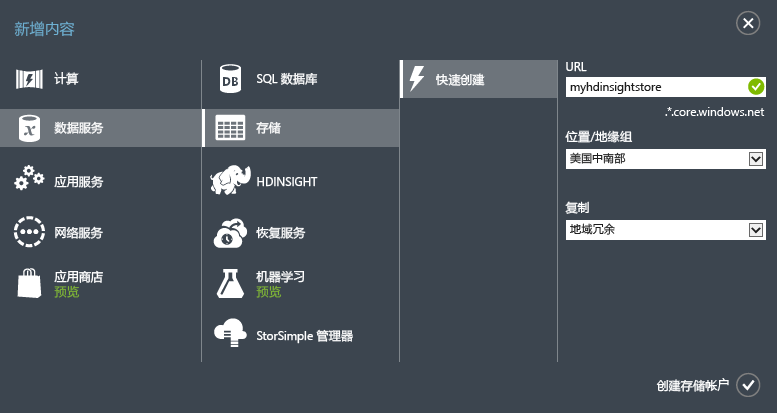 新增内容
计算
数据服务
应用服务
网络服务
应用商店
预览
DB
SQL 数据库
存储
HDINSIGHT
恢复服务
机器学习
预览
StorSimple 管理器
快速创建
URL
myhdinsightstore
.*.core.windows.net
位置/地缘组
美国中南部
复制
地域冗余
创建存储帐户